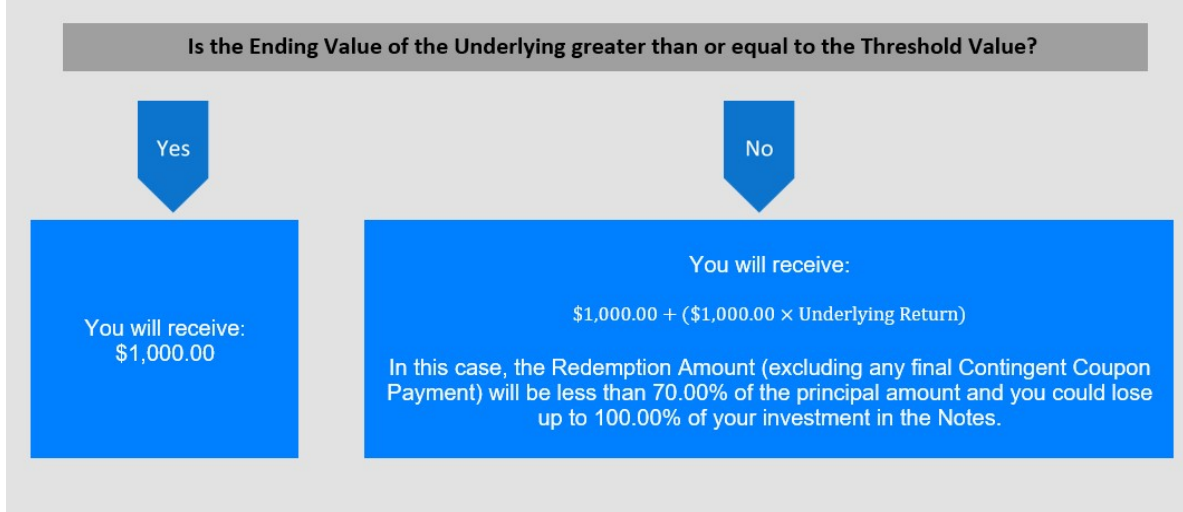 Is the Ending Value of the Underlying greater than or equal to the Threshold Value?
Yes
No
You will receive:
$1,000.00
You will receive:
$1,000.00 + ($1,000.00 × Underlying Return)
In this case, the Redemption Amount (excluding any final Contingent Coupon
Payment) will be less than 70.00% of the principal amount and you could lose
up to 100.00% of your investment in the Notes.